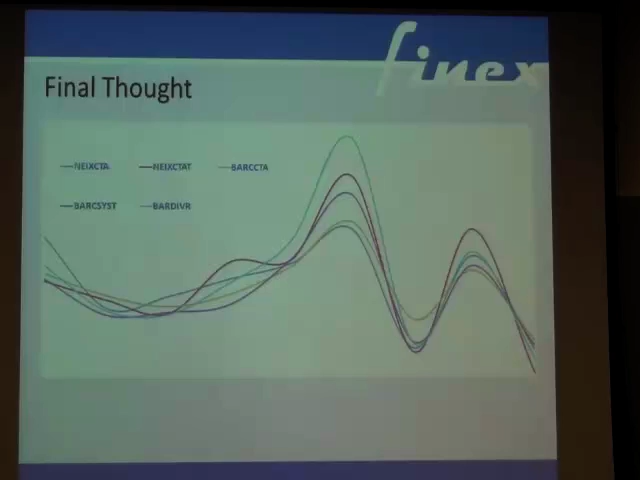 finex
Final Thought
NEIXCTA NEIXCTAT BARCCTA
BARCSYST BARDIVR